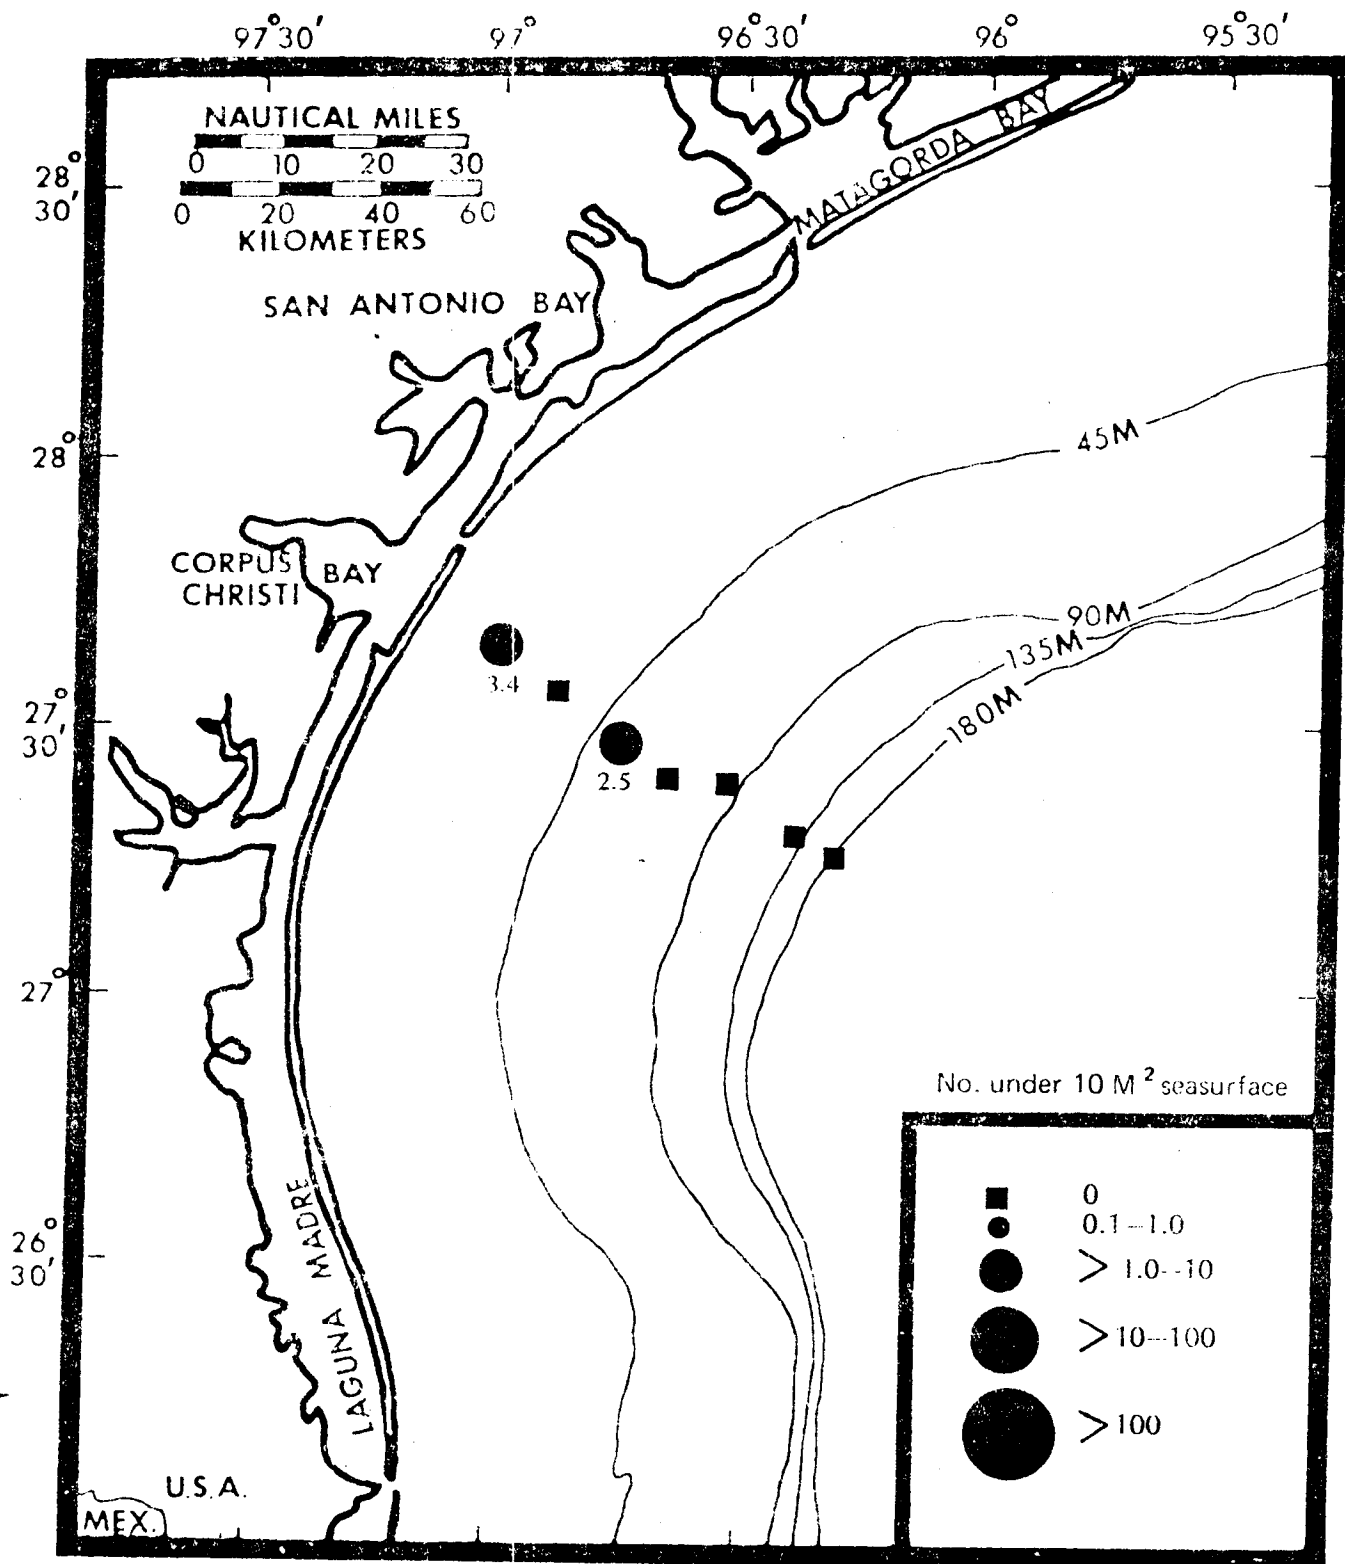 97°30′ 97° 96°30′ 96° 95°30′
NAUTICAL MILES
0 10 20 30
0 20 40 60
KILOMETERS
28°
30′
MATAGORDA BAY
SAN ANTONIO BAY
28°
45M
CORPUS
CHRISTI
BAY
90M
135M
180M
3.4
27°
30′
2.5
27°
No. under 10 M² seasurface
0
0.1–1.0
> 1.0--10
>10--100
>100
26°
30′
LAGUNA MADRE
U.S.A.
MEX.